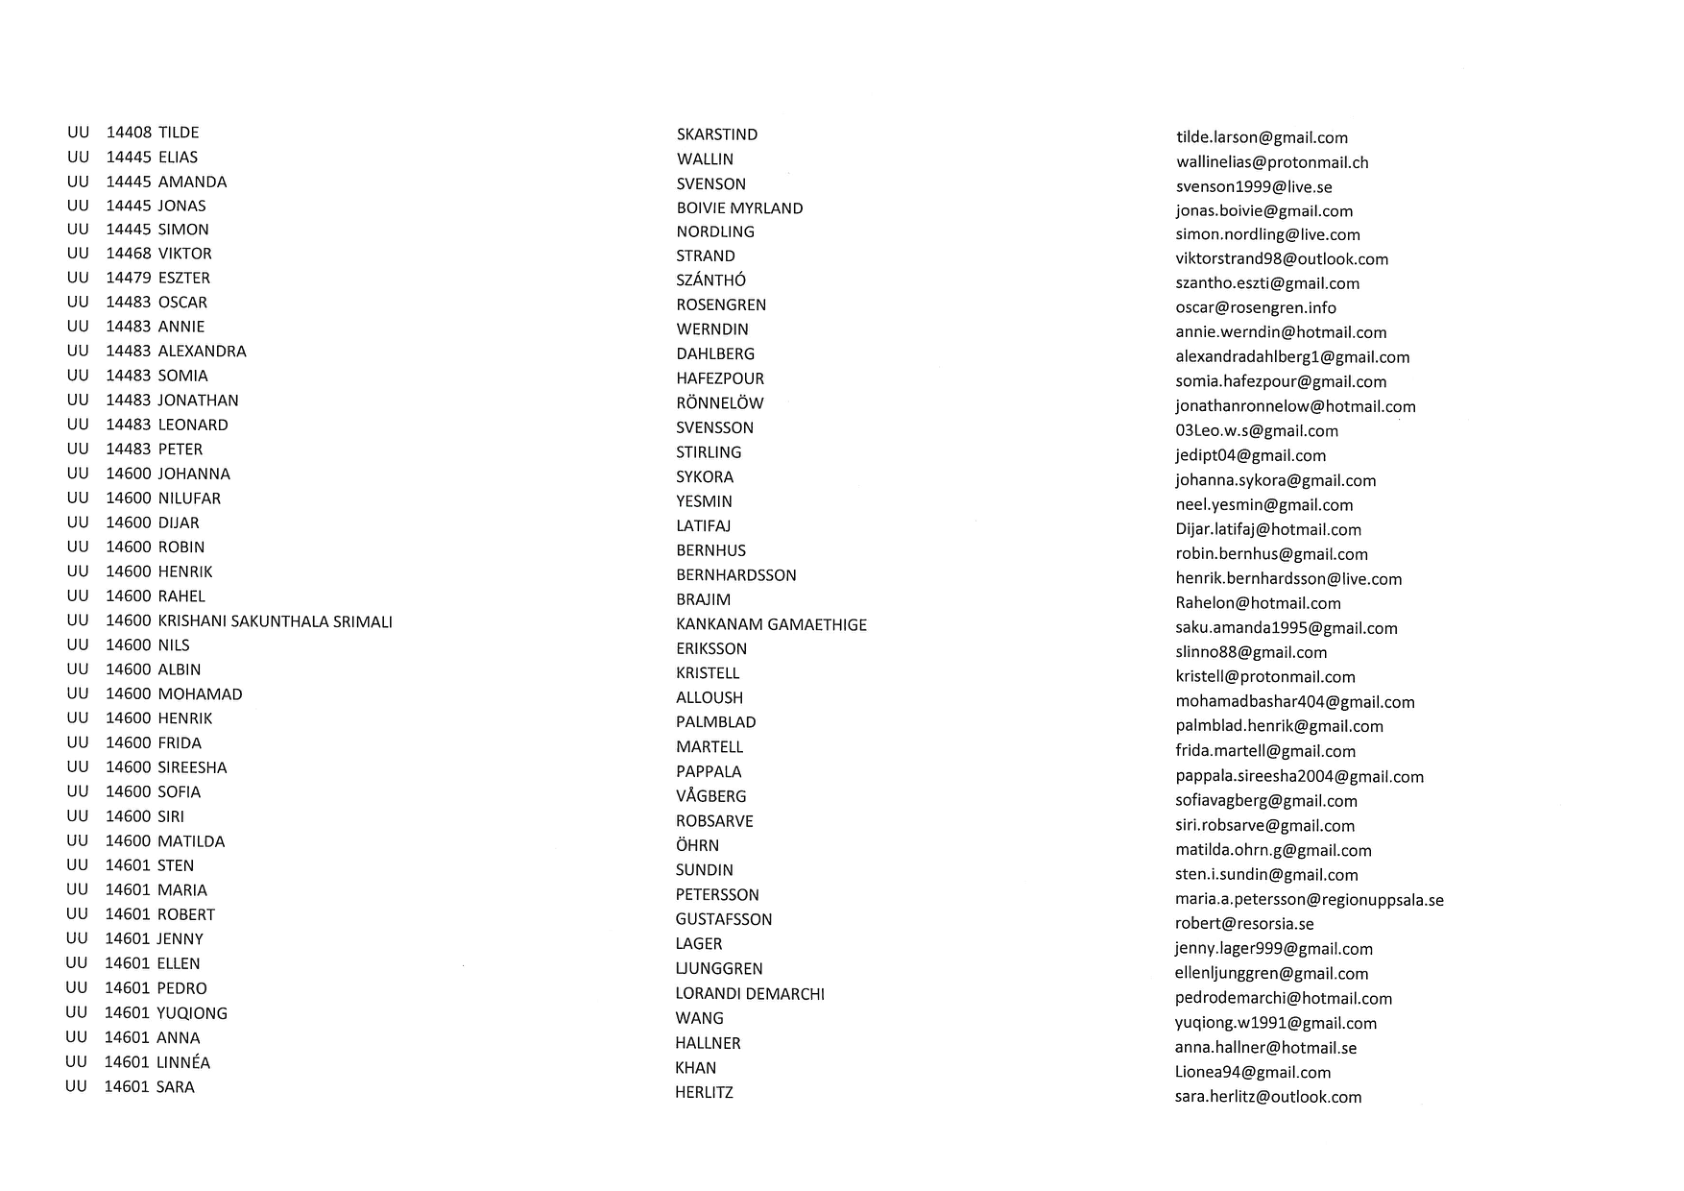 UU 14408 TILDE SKARSTIND tilde.larson@gmail.com
UU 14445 ELIAS WALLIN wallinelias@protonmail.ch
UU 14445 AMANDA SVENSON svenson1999@live.se
UU 14445 JONAS BOIVIE MYRLAND jonas.boivie@gmail.com
UU 14445 SIMON NORDLING simon.nordling@live.com
UU 14468 VIKTOR STRAND viktorstrand98@outlook.com
UU 14479 ESZTER SZÁNTHÓ szantho.eszti@gmail.com
UU 14483 OSCAR ROSENGREN oscar@rosengren.info
UU 14483 ANNIE WERNDIN annie.werndin@hotmail.com
UU 14483 ALEXANDRA DAHLBERG alexandradahlberg1@gmail.com
UU 14483 SOMIA HAFEZPOUR somia.hafezpour@gmail.com
UU 14483 JONATHAN RÖNNELÖW jonathanronnelow@hotmail.com
UU 14483 LEONARD SVENSSON 03Leo.w.s@gmail.com
UU 14483 PETER STIRLING jedipt04@gmail.com
UU 14600 JOHANNA SYKORA johanna.sykora@gmail.com
UU 14600 NILUFAR YESMIN neel.yesmin@gmail.com
UU 14600 DIJAR LATIFAJ Dijar.latifaj@hotmail.com
UU 14600 ROBIN BERNHUS robin.bernhus@gmail.com
UU 14600 HENRIK BERNHARDSSON henrik.bernhardsson@live.com
UU 14600 RAHEL BRAJIM Rahelon@hotmail.com
UU 14600 KRISHANI SAKUNTHALA SRIMALI KANKANAM GAMAETHIGE saku.amanda1995@gmail.com
UU 14600 NILS ERIKSSON slinno88@gmail.com
UU 14600 ALBIN KRISTELL kristell@protonmail.com
UU 14600 MOHAMAD ALLOUSH mohamadbashar404@gmail.com
UU 14600 HENRIK PALMBLAD palmblad.henrik@gmail.com
UU 14600 FRIDA MARTELL frida.martell@gmail.com
UU 14600 SIREESHA PAPPALA pappala.sireesha2004@gmail.com
UU 14600 SOFIA VÅGBERG sofiavagberg@gmail.com
UU 14600 SIRI ROBSARVE siri.robsarve@gmail.com
UU 14600 MATILDA ÖHRN matilda.ohrn.g@gmail.com
UU 14601 STEN SUNDIN sten.i.sundin@gmail.com
UU 14601 MARIA PETERSSON maria.a.petersson@regionuppsala.se
UU 14601 ROBERT GUSTAFSSON robert@resorsia.se
UU 14601 JENNY LAGER jenny.lager999@gmail.com
UU 14601 ELLEN LJUNGGREN ellenljunggren@gmail.com
UU 14601 PEDRO LORANDI DEMARCHI pedrodemarchi@hotmail.com
UU 14601 YUQIONG WANG yuqiong.w1991@gmail.com
UU 14601 ANNA HALLNER anna.hallner@hotmail.se
UU 14601 LINNÉA KHAN Lionea94@gmail.com
UU 14601 SARA HERLITZ sara.herlitz@outlook.com